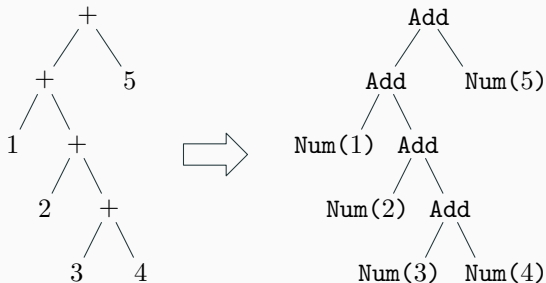 + Add
+ 5 Add Num(5)
1 + Num(1) Add
2 + Num(2) Add
3 4 Num(3) Num(4)